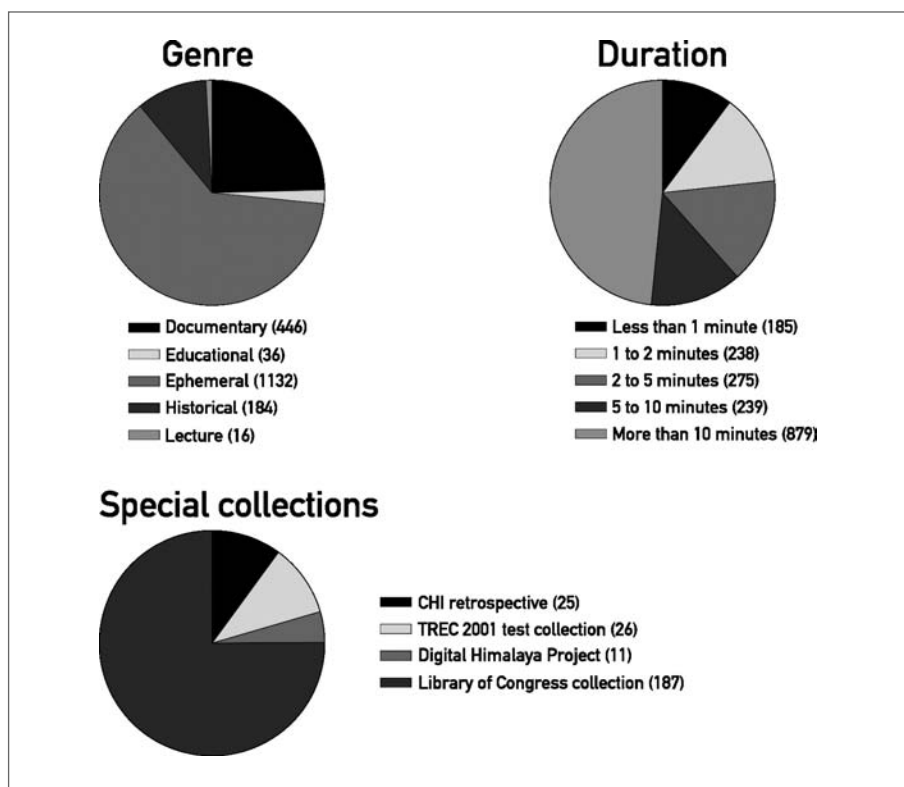 Genre
Documentary (446)
Educational (36)
Ephemeral (1132)
Historical (184)
Lecture (16)
Duration
Less than 1 minute (185)
1 to 2 minutes (238)
2 to 5 minutes (275)
5 to 10 minutes (239)
More than 10 minutes (879)
Special collections
CHI retrospective (25)
TREC 2001 test collection (26)
Digital Himalaya Project (11)
Library of Congress collection (187)